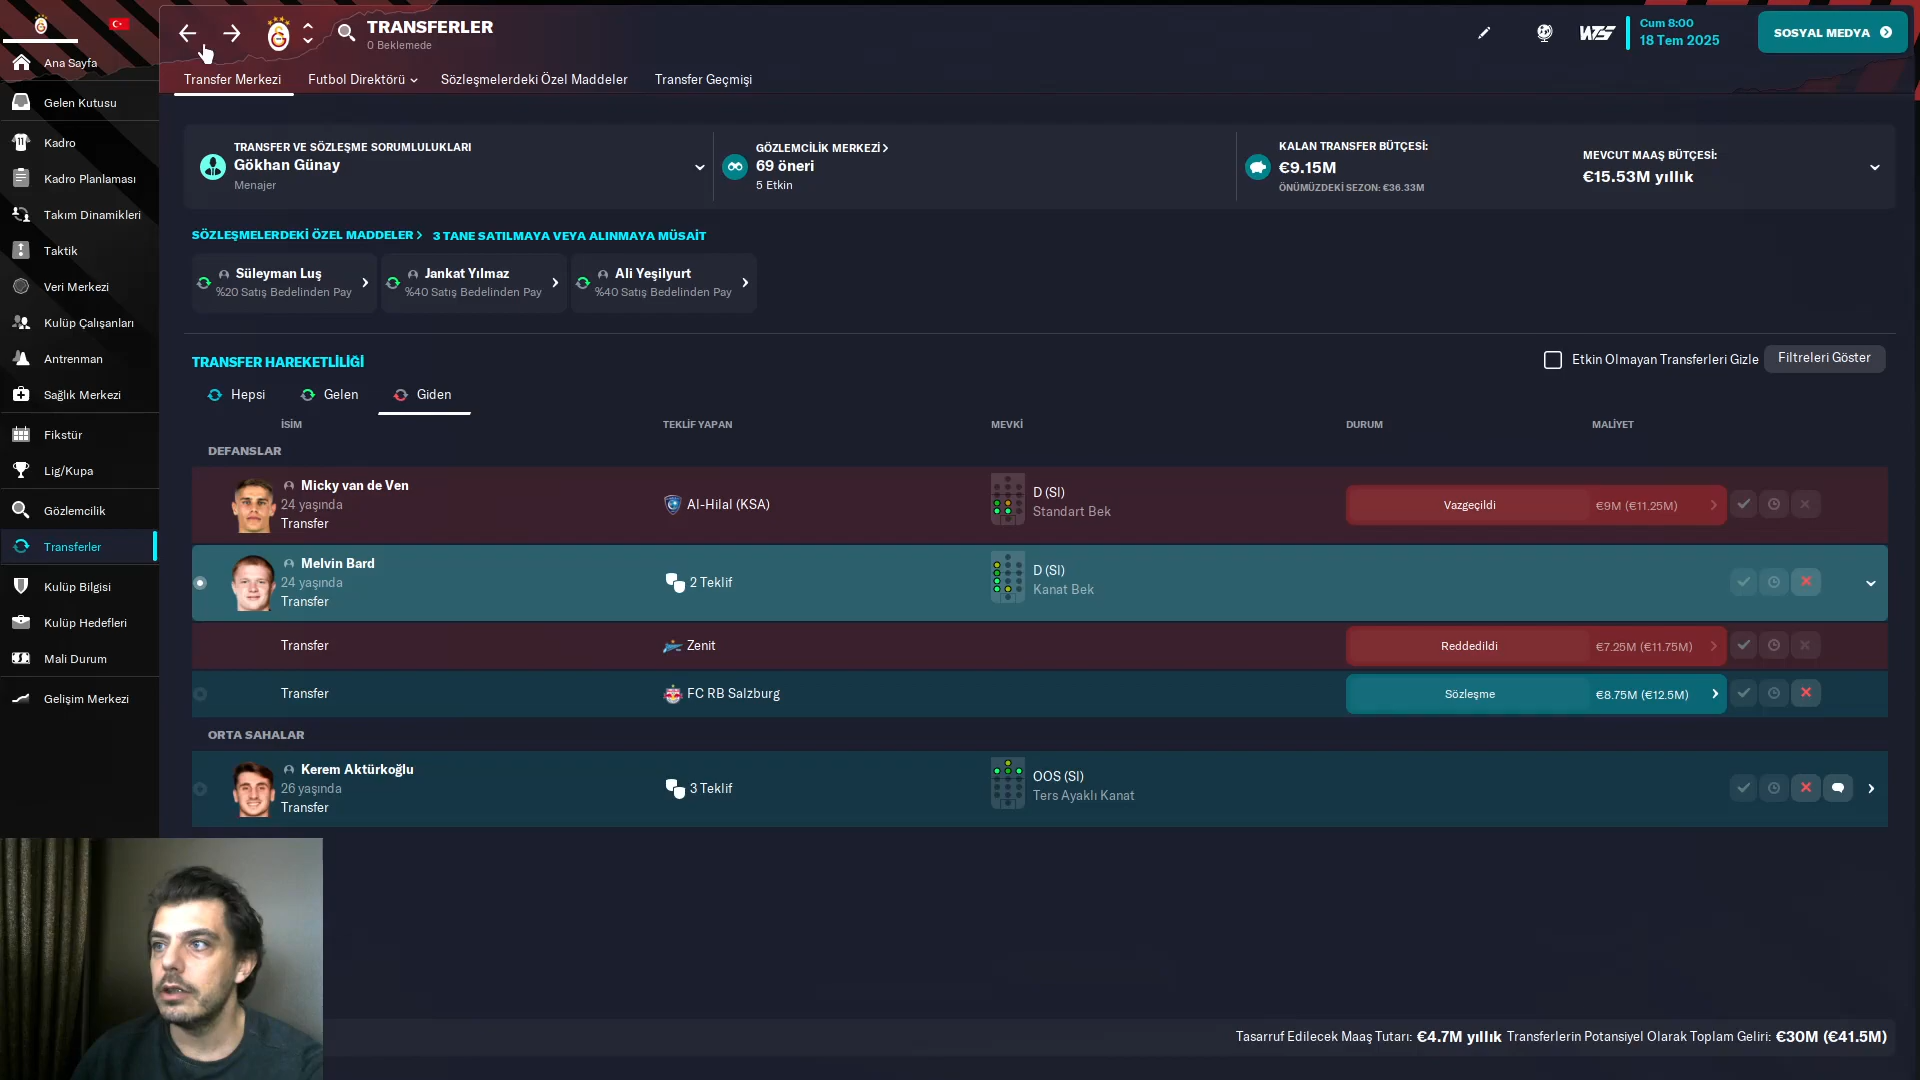 TRANSFERLER
0 Beklemede
Cum 8:00
18 Tem 2025
SOSYAL MEDYA
Transfer Merkezi
Futbol Direktörü
Sözleşmelerdeki Özel Maddeler
Transfer Geçmişi
Ana Sayfa
Gelen Kutusu
Kadro
Kadro Planlaması
Takım Dinamikleri
Taktik
Veri Merkezi
Kulüp Çalışanları
Antrenman
Sağlık Merkezi
Fikstür
Lig/Kupa
Gözlemcilik
Transferler
Kulüp Bilgisi
Kulüp Hedefleri
Mali Durum
Gelişim Merkezi
TRANSFER VE SÖZLEŞME SORUMLULUKLARI
Gökhan Günay
Menajer
GÖZLEMCİLİK MERKEZİ
69 öneri
5 Etkin
KALAN TRANSFER BÜTÇESİ:
€9.15M
ÖNÜMÜZDEKİ SEZON: €36.33M
MEVCUT MAAŞ BÜTÇESİ:
€15.53M yıllık
SÖZLEŞMELERDEKİ ÖZEL MADDELER
3 TANE SATILMAYA VEYA ALINMAYA MÜSAİT
Süleyman Luş
%20 Satış Bedelinden Pay
Jankat Yılmaz
%40 Satış Bedelinden Pay
Ali Yeşilyurt
%40 Satış Bedelinden Pay
TRANSFER HAREKETLİLİĞİ
Etkin Olmayan Transferleri Gizle
Filtreleri Göster
Hepsi
Gelen
Giden
İSİM
TEKLİF YAPAN
MEVKİ
DURUM
MALİYET
DEFANSLAR
Micky van de Ven
24 yaşında
Transfer
Al-Hilal (KSA)
D (Sl)
Standart Bek
Vazgeçildi
€9M (€11.25M)
Melvin Bard
24 yaşında
Transfer
2 Teklif
D (Sl)
Kanat Bek
Transfer
Zenit
Reddedildi
€7.25M (€11.75M)
Transfer
FC RB Salzburg
Sözleşme
€8.75M (€12.5M)
ORTA SAHALAR
Kerem Aktürkoğlu
26 yaşında
Transfer
3 Teklif
OOS (Sl)
Ters Ayaklı Kanat
Tasarruf Edilecek Maaş Tutarı: €4.7M yıllık Transferlerin Potansiyel Olarak Toplam Geliri: €30M (€41.5M)